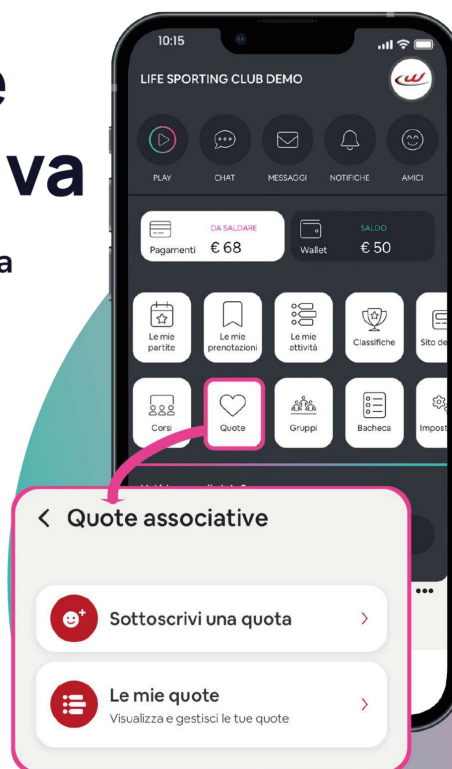 e
va
a
10:15
LIFE SPORTING CLUB DEMO
PLAY
CHAT
MESSAGGI
NOTIFICHE
AMICI
Pagamenti
DA SALDARE
€ 68
Wallet
SALDO
€ 50
Le mie
partite
Le mie
prenotazioni
Le mie
attività
Classifiche
Sito de
Corsi
Quote
Gruppi
Bacheca
Impost
Quote associative
Sottoscrivi una quota
Le mie quote
Visualizza e gestisci le tue quote